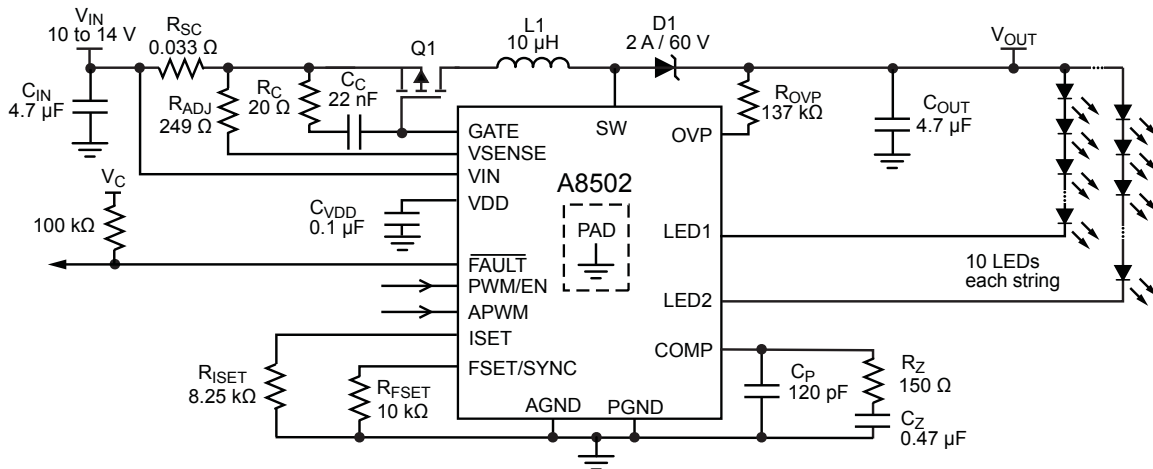 VIN
10 to 14 V
RSC
0.033 Ω
Q1
L1
10 µH
D1
2 A / 60 V
VOUT
CIN
4.7 µF
RADJ
249 Ω
RC
20 Ω
CC
22 nF
ROVP
137 kΩ
COUT
4.7 µF
GATE
VSENSE
VIN
VDD
FAULT
PWM/EN
APWM
ISET
FSET/SYNC
SW
OVP
A8502
PAD
LED1
LED2
COMP
AGND
PGND
VC
100 kΩ
CVDD
0.1 µF
10 LEDs
each string
RISET
8.25 kΩ
RFSET
10 kΩ
CP
120 pF
RZ
150 Ω
CZ
0.47 µF